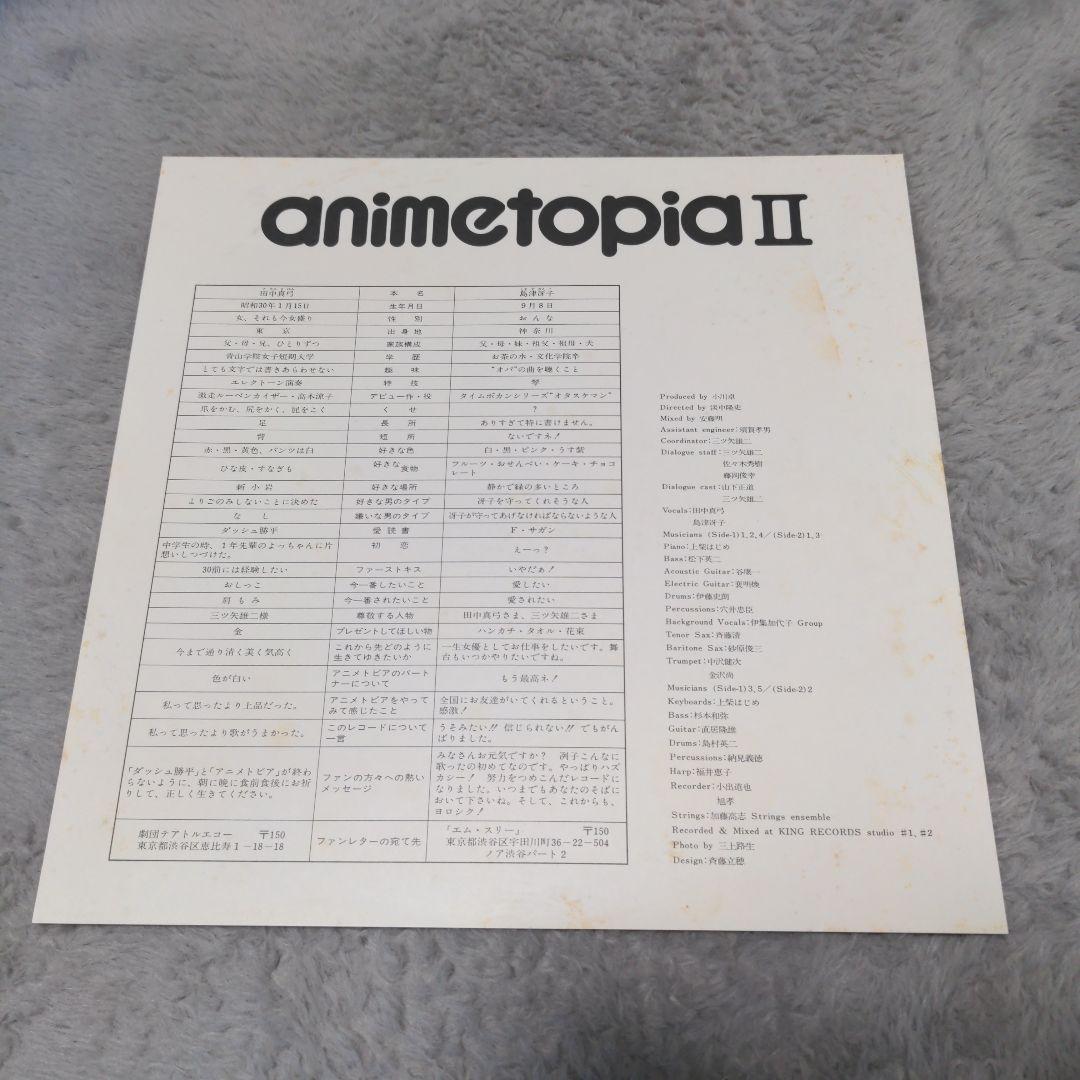 animetopia II
たなかまゆみ
田中真弓 本名 島津冴子
昭和30年1月15日 生年月日 9月8日
女、それも今女盛り 性別 おんな
東京 出身地 神奈川
父・母・兄、ひとりずつ 家族構成 父・母・妹・祖父・祖母・犬
青山学院女子短期大学 学歴 お茶の水・文化学院卒
とても文字では書きあらわせない 趣味 "オパ"の曲を聴くこと
エレクトーン演奏 特技 琴
激走ルーベンカイザー・高木涼子 デビュー作・役 タイムボカンシリーズ"オタスケマン"
爪をかむ、尻をかく、屁をこく くせ ?
足 長所 ありすぎて特に書けません。
背 短所 ないですネ!
赤・黒・黄色、パンツは白 好きな色 白・黒・ピンク・うす紫
ひな皮・すなぎも 好きな食物 フルーツ・おせんべい・ケーキ・チョコ
レート
新小岩 好きな場所 静かで緑の多いところ
よりごのみしないことに決めた 好きな男のタイプ 冴子を守ってくれそうな人
なし 嫌いな男のタイプ 冴子が守ってあげなければならないような人
ダッシュ勝平 愛読書 F・サガン
中学生の時、1年先輩のよっちゃんに片 初恋 えーっ?
想いしつづけた。
30前には経験したい ファーストキス いやだぁ!
おしっこ 今一番したいこと 愛したい
肩もみ 今一番されたいこと 愛されたい
三ツ矢雄二様 尊敬する人物 田中真弓さま、三ツ矢雄二さま
金 プレゼントしてほしい物 ハンカチ・タオル・花束
今まで通り清く美く気高く これから先どのように 一生女優としてお仕事をしたいです。舞
生きてゆきたいか 台もいつかやりたいですね。
色が白い アニメトピアのパート もう最高ネ!
ナーについて
私って思ったより上品だった。 アニメトピアをやって 全国にお友達がいてくれるということ。
みて感じたこと 感激!
私って思ったより歌がうまかった。 このレコードについて うそみたい!! 信じられない!! でもがん
一言 ばりました。
「ダッシュ勝平」と「アニメトピア」が終わ ファンの方々への熱い みなさんお元気ですか? 冽子こんなに
らないように、朝に晩に食前食後にお祈 メッセージ 歌ったの初めてなのです。やっぱりハズ
りして、正しく生きてください。 カシー! 努力をつめこんだレコードに
なりました。いつまでもあなたのそばに
おいて下さいね。そして、これからも、
ヨロシク!
劇団テアトルエコー 〒150 ファンレターの宛て先 「エム・スリー」 〒150
東京都渋谷区恵比寿1-18-18 東京都渋谷区宇田川町36-22-504
ノア渋谷パート2
Produced by 小川卓
Directed by 淡中隆史
Mixed by 安藤明
Assistant engineer:須賀孝男
Coordinator:三ツ矢雄二
Dialogue staff:三ツ矢雄二
佐々木秀樹
藤岡俊幸
Dialogue cast:山下正道
三ツ矢雄二
Vocals:田中真弓
島津冴子
Musicians (Side-1) 1, 2, 4/(Side-2) 1, 3
Piano:上柴はじめ
Bass:松下英二
Acoustic Guitar:谷康一
Electric Guitar:衰明煥
Drums:伊藤史朗
Percussions:穴井忠臣
Background Vocals:伊集加代子 Group
Tenor Sax:斉藤清
Baritone Sax:砂原俊三
Trumpet:中沢健次
金沢尚
Musicians (Side-1) 3, 5/(Side-2) 2
Keyboards:上柴はじめ
Bass:杉本和弥
Guitar:直居隆雄
Drums:島村英二
Percussions:納見義徳
Harp:福井恵子
Recorder:小出道也
旭孝
Strings:加藤高志 Strings ensemble
Recorded & Mixed at KING RECORDS studio #1, #2
Photo by 三上路生
Design:斉藤立穂